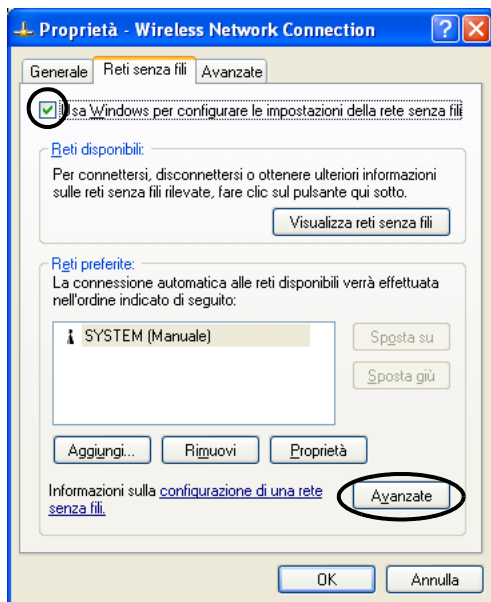 Proprietà - Wireless Network Connection
Generale Reti senza fili Avanzate
Usa Windows per configurare le impostazioni della rete senza fili
Reti disponibili:
Per connettersi, disconnettersi o ottenere ulteriori informazioni
sulle reti senza fili rilevate, fare clic sul pulsante qui sotto.
Visualizza reti senza fili
Reti preferite:
La connessione automatica alle reti disponibili verrà effettuata
nell'ordine indicato di seguito:
SYSTEM (Manuale)
Sposta su
Sposta giù
Aggiungi... Rimuovi Proprietà
Informazioni sulla configurazione di una rete
senza fili.
Avanzate
OK Annulla